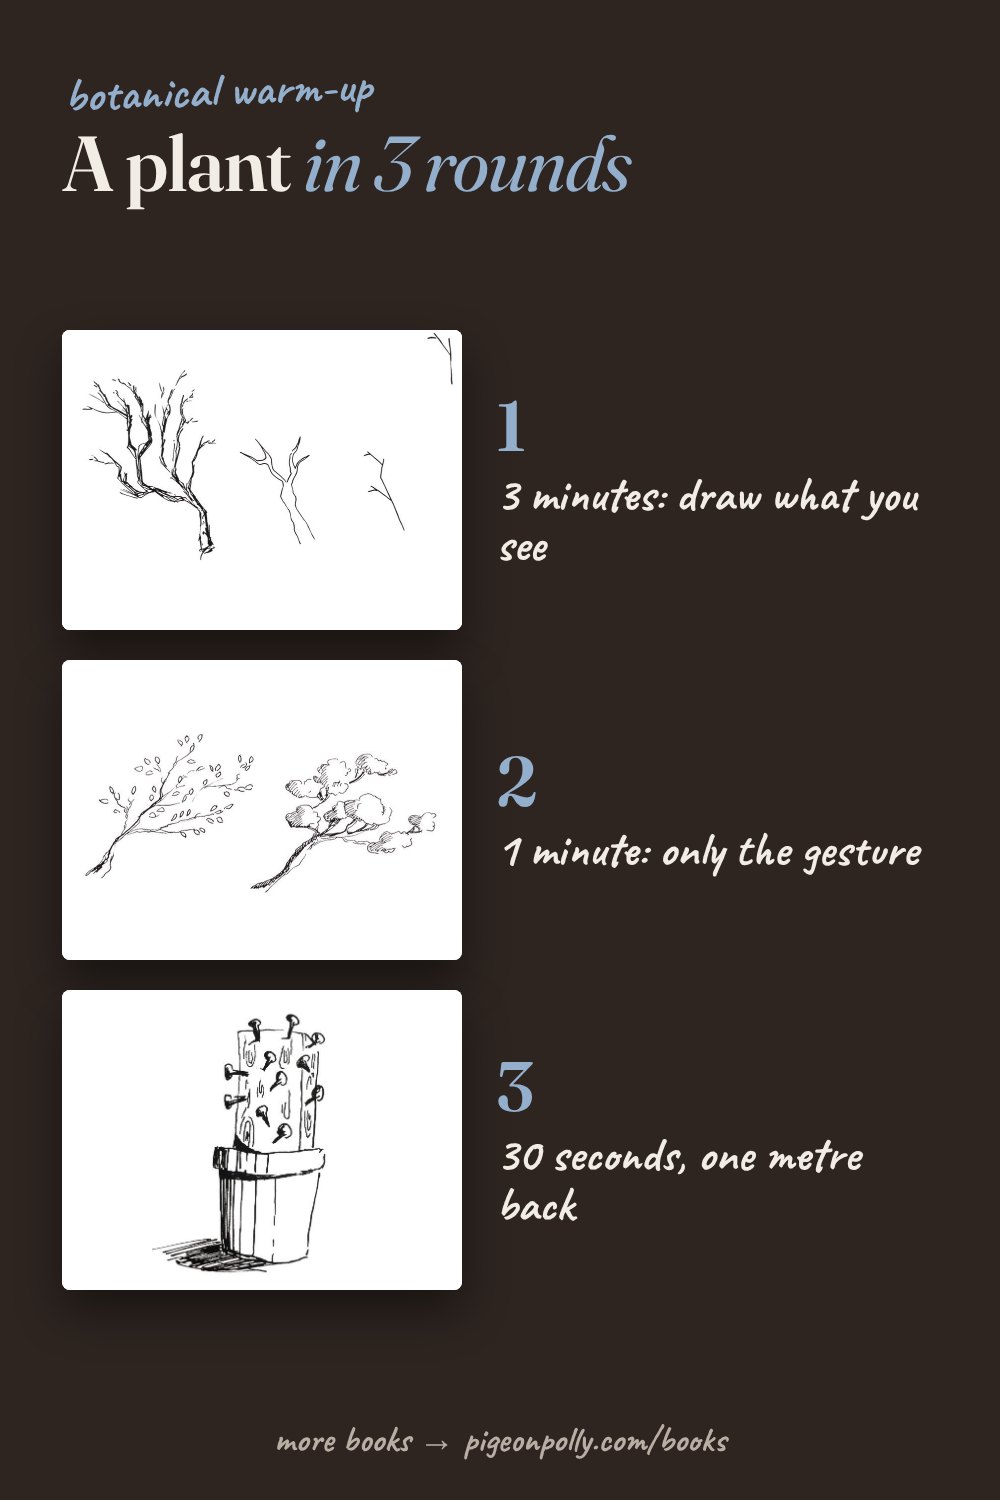 botanical warm-up
A plant in 3 rounds
1
3 minutes: draw what you
see
2
1 minute: only the gesture
3
30 seconds, one metre
back
more books → pigeonpolly.com/books